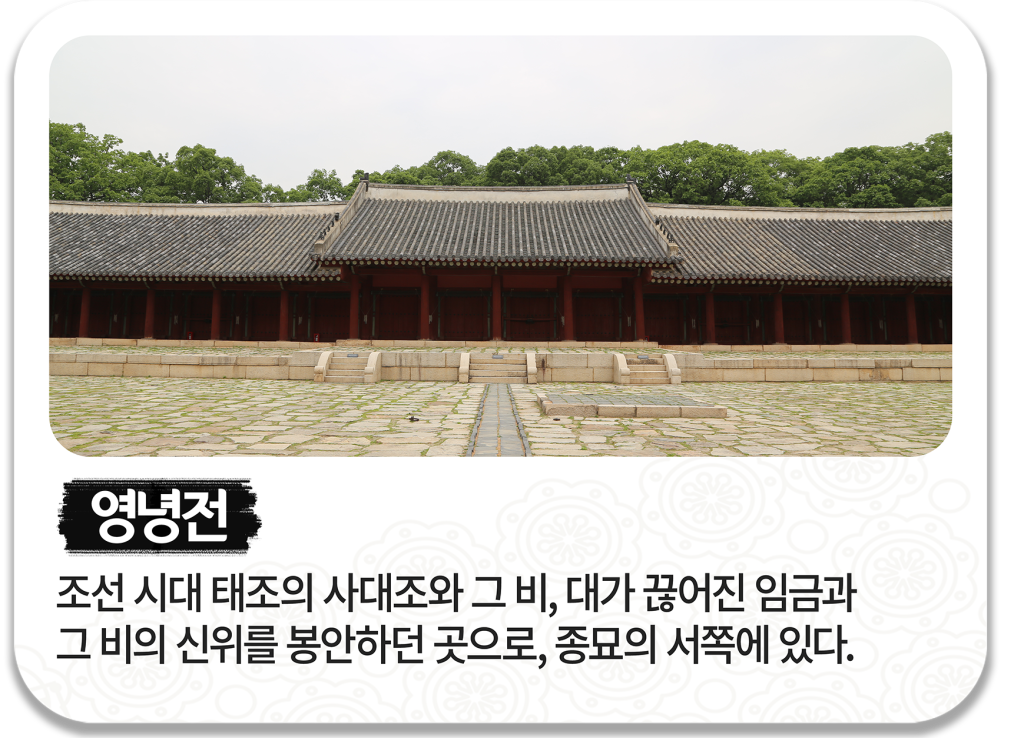 영녕전
조선 시대 태조의 사대조와 그 비, 대가 끊어진 임금과
그 비의 신위를 봉안하던 곳으로, 종묘의 서쪽에 있다.